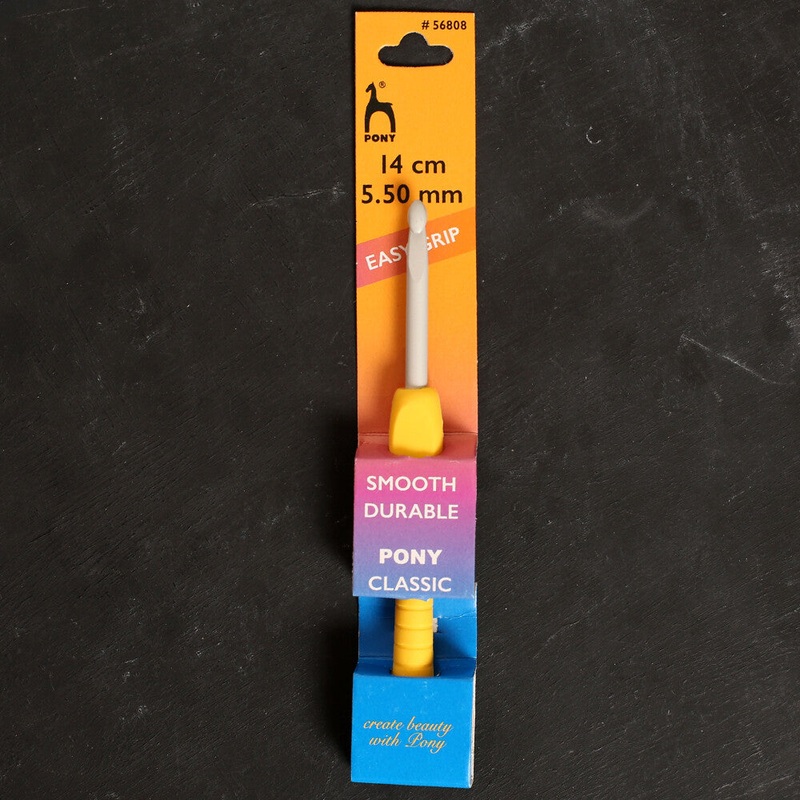 # 56808
®
PONY
14 cm
5.50 mm
EASY GRIP
SMOOTH
DURABLE
PONY
CLASSIC
create beauty
with Pony